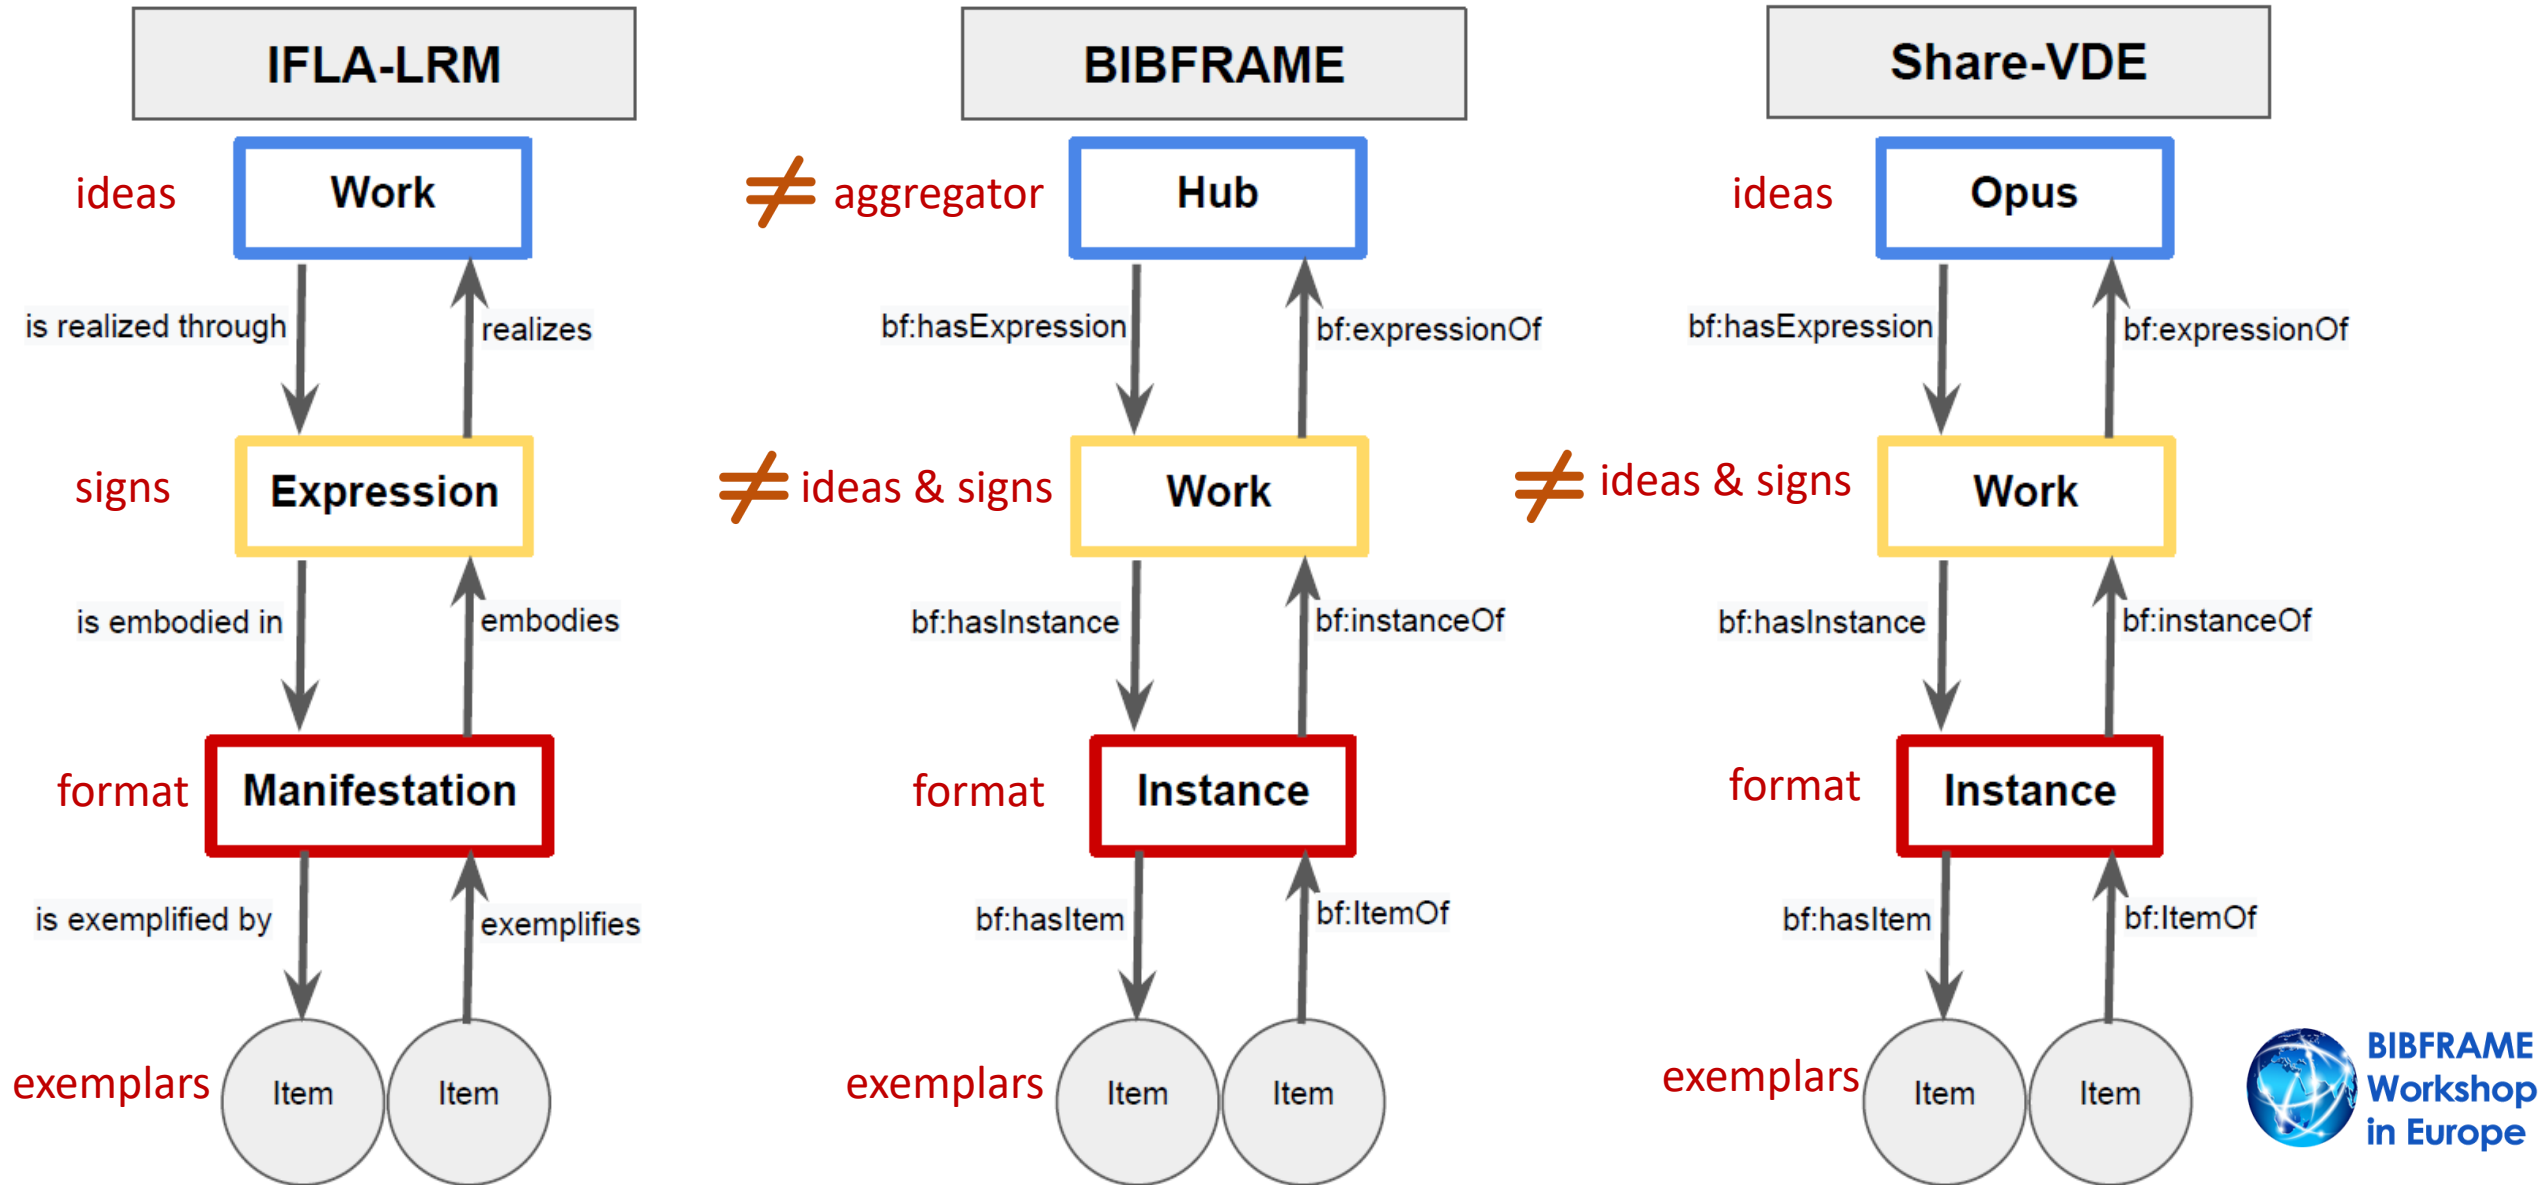 IFLA-LRM
BIBFRAME
Share-VDE
ideas
Work
≠ aggregator
Hub
ideas
Opus
is realized through
realizes
bf:hasExpression
bf:expressionOf
bf:hasExpression
bf:expressionOf
signs
Expression
≠ ideas & signs
Work
≠ ideas & signs
Work
is embodied in
embodies
bf:hasInstance
bf:instanceOf
bf:hasInstance
bf:instanceOf
format
Manifestation
format
Instance
format
Instance
is exemplified by
exemplifies
bf:hasItem
bf:ItemOf
bf:hasItem
bf:ItemOf
exemplars
Item
Item
exemplars
Item
Item
exemplars
Item
Item
BIBFRAME
Workshop
in Europe